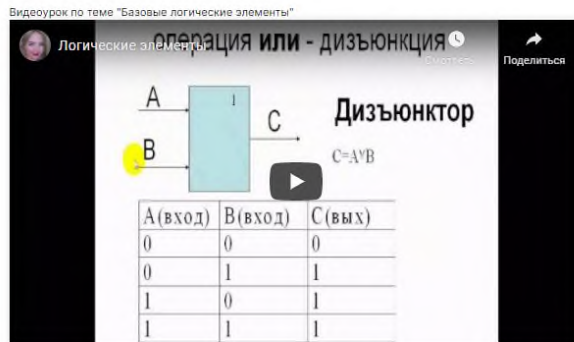 Видеоурок по теме "Базовые логические элементы"
Логические элементы
операция или - дизъюнкция
Смотреть
Поделиться
A
1
C
B
Дизъюнктор
C=A∨B
A(вход) B(вход) C(вых)
0 0 0
0 1 1
1 0 1
1 1 1